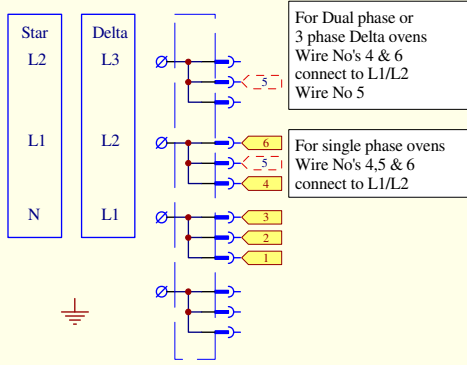 Star
L2
L1
N
Delta
L3
L2
L1
5
6
5
4
3
2
1
For Dual phase or
3 phase Delta ovens
Wire No's 4 & 6
connect to L1/L2
Wire No 5
For single phase ovens
Wire No's 4,5 & 6
connect to L1/L2